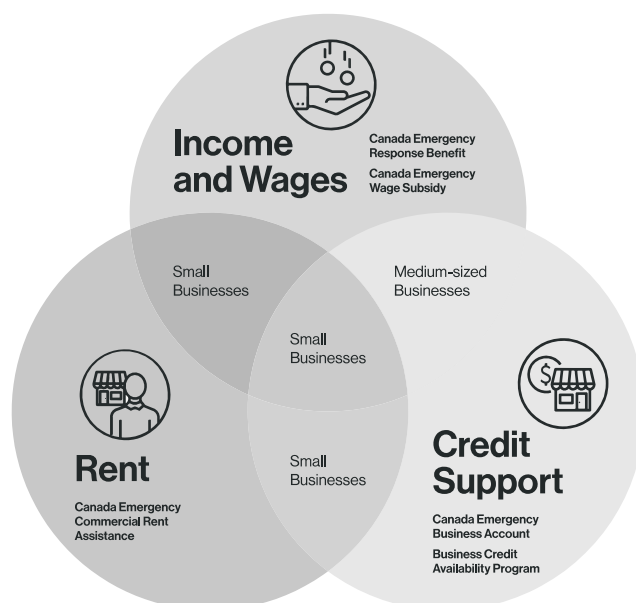 Income
and Wages
Canada Emergency
Response Benefit
Canada Emergency
Wage Subsidy
Small
Businesses
Medium-sized
Businesses
Small
Businesses
$
Rent
Canada Emergency
Commercial Rent
Assistance
Small
Businesses
Credit
Support
Canada Emergency
Business Account
Business Credit
Availability Program